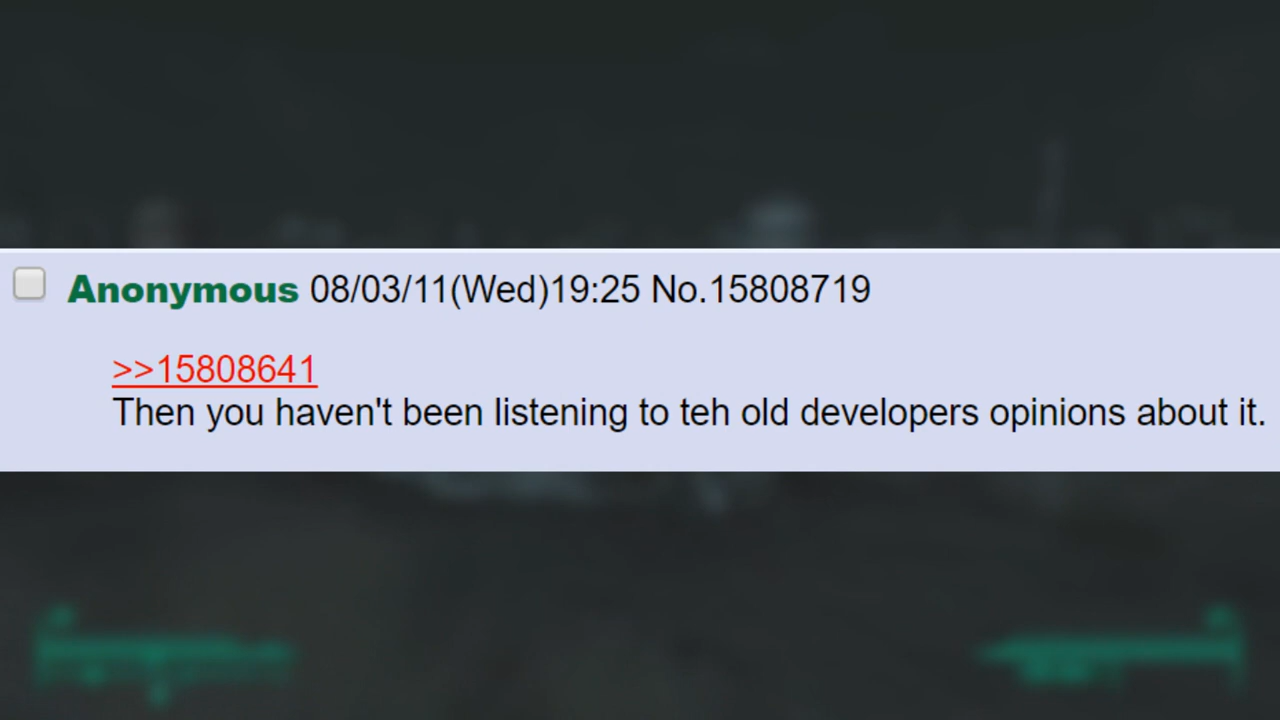 Anonymous 08/03/11(Wed)19:25 No.15808719
>>15808641
Then you haven't been listening to teh old developers opinions about it.